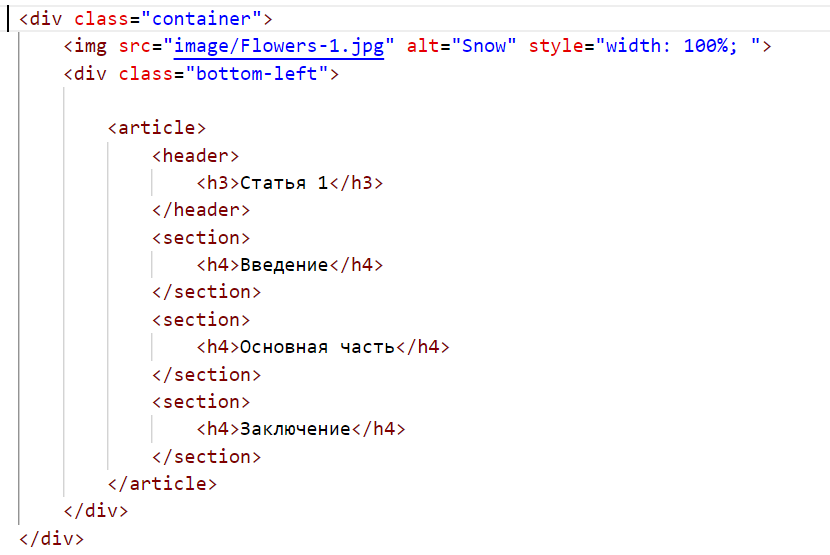 <div class="container">
<img src="image/Flowers-1.jpg" alt="Snow" style="width: 100%; ">
<div class="bottom-left">
<article>
<header>
<h3>Статья 1</h3>
</header>
<section>
<h4>Введение</h4>
</section>
<section>
<h4>Основная часть</h4>
</section>
<section>
<h4>Заключение</h4>
</section>
</article>
</div>
</div>